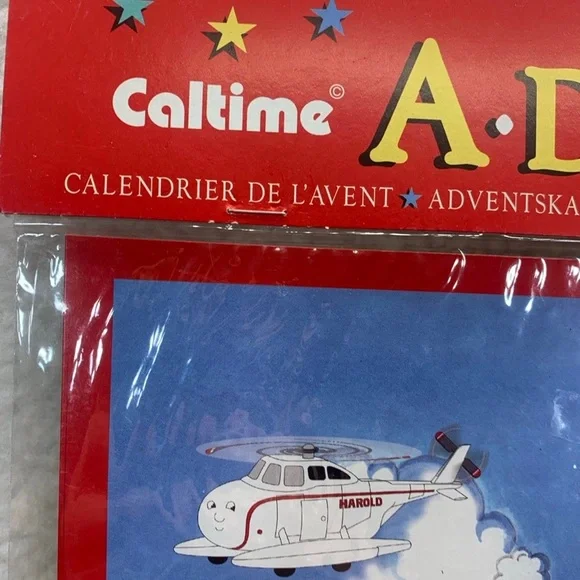 Caltime© A·D
CALENDRIER DE L'AVENT ★ ADVENTSKA
HAROLD